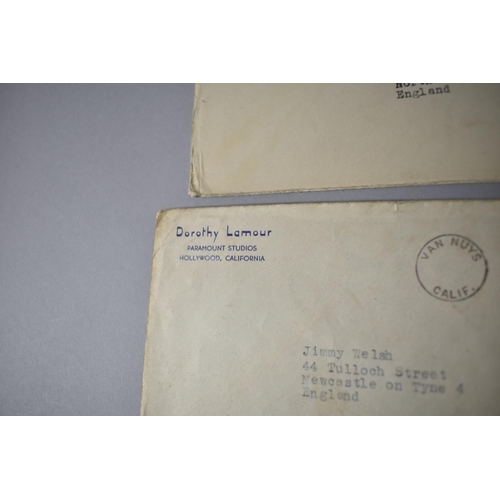 England
Dorothy Lamour
PARAMOUNT STUDIOS
HOLLYWOOD, CALIFORNIA
VAN NUYS
CALIF.
Jimmy Welsh
44 Tulloch Street
Newcastle on Tyne 4
England